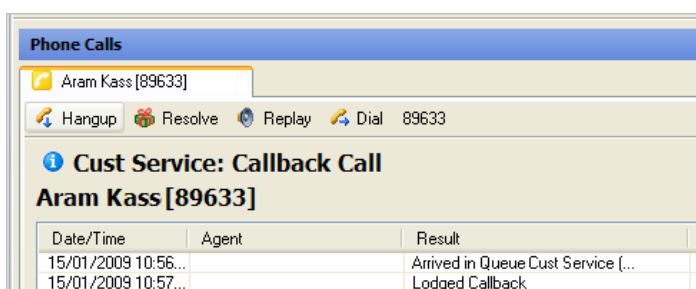 Phone Calls
Aram Kass [89633]
Hangup Resolve Replay Dial 89633
Cust Service: Callback Call
Aram Kass [89633]
Date/Time Agent Result
15/01/2009 10:56... Arrived in Queue Cust Service (...
15/01/2009 10:57... Lodged Callback